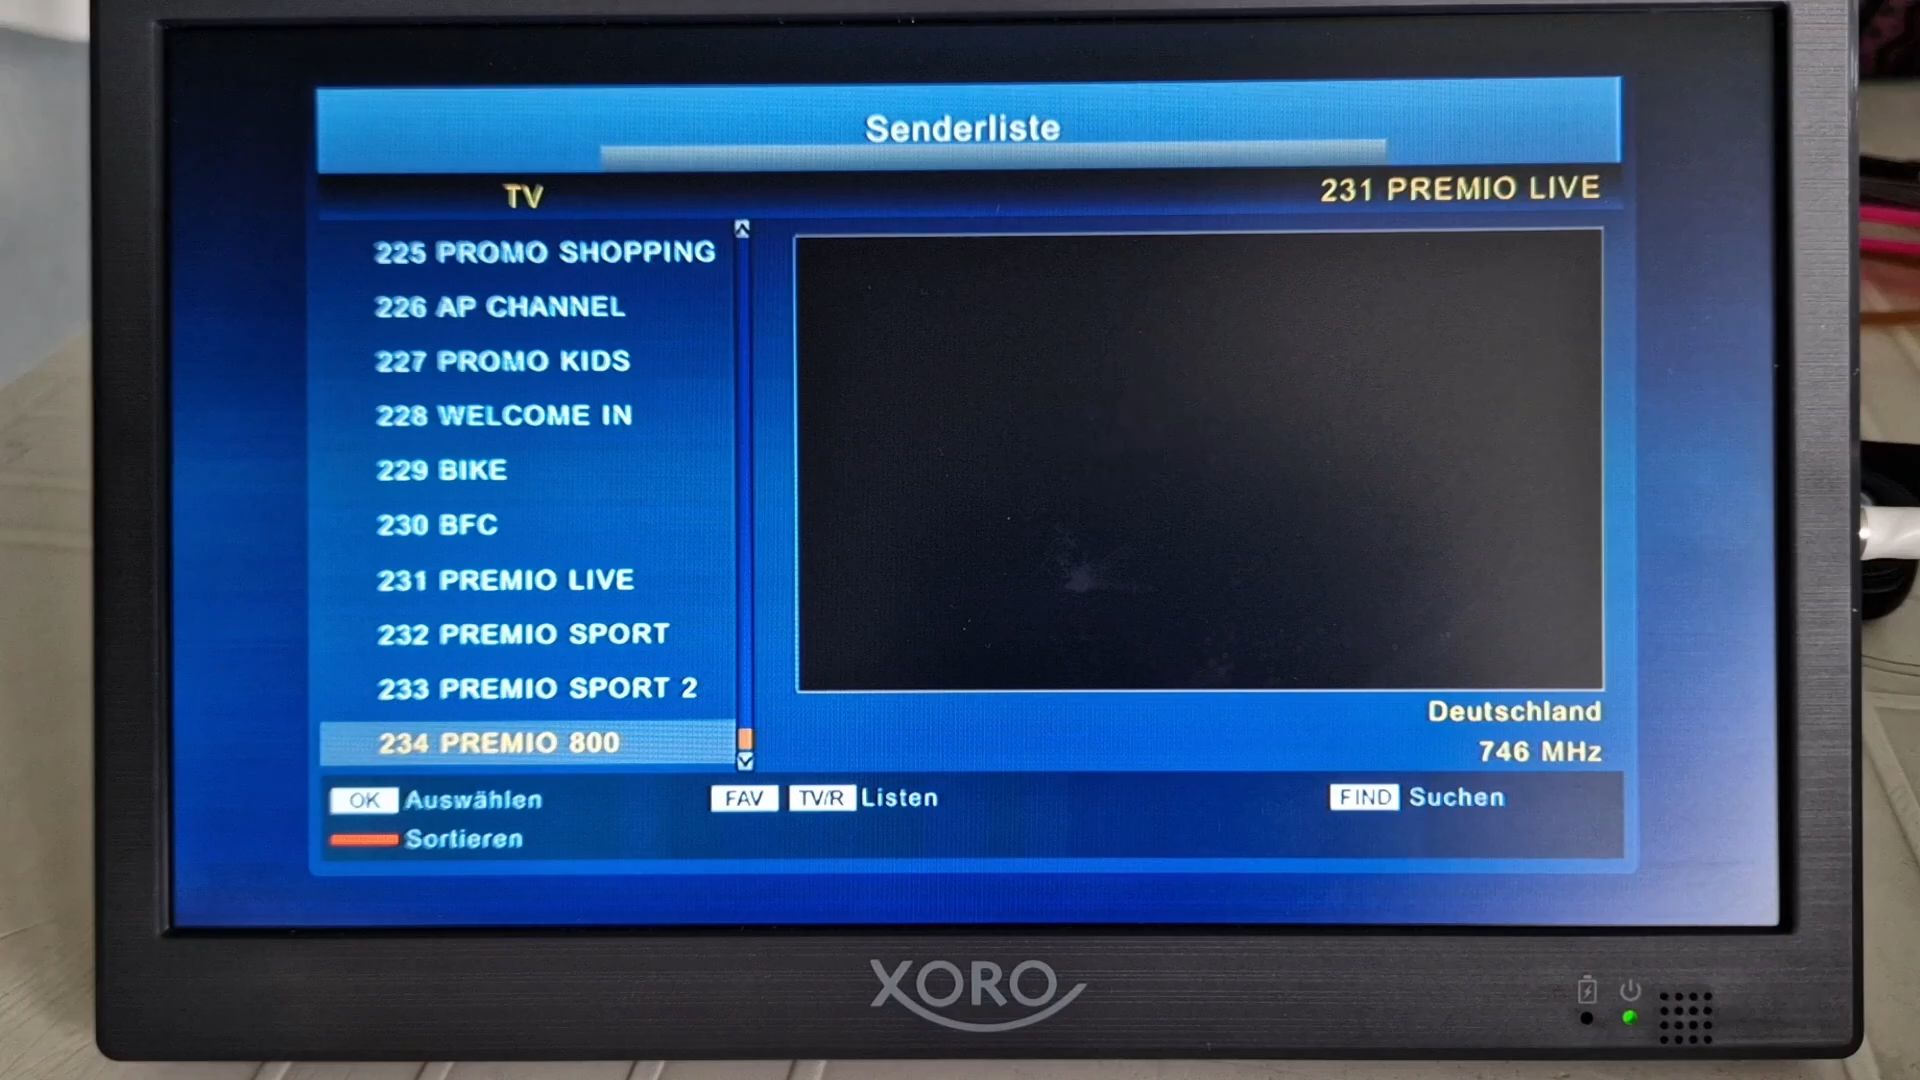 Senderliste
TV
231 PREMIO LIVE
225 PROMO SHOPPING
226 AP CHANNEL
227 PROMO KIDS
228 WELCOME IN
229 BIKE
230 BFC
231 PREMIO LIVE
232 PREMIO SPORT
233 PREMIO SPORT 2
234 PREMIO 800
Deutschland
746 MHz
OK Auswählen
FAV TV/R Listen
FIND Suchen
Sortieren
XORO